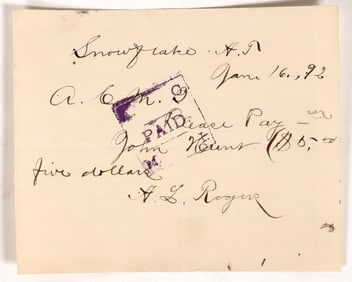 Snowflake A.T
Jan 16., 92
A. C. M. I
Please Pay
PAID
John Hunt ($5.00
five dollars
A L Rogers